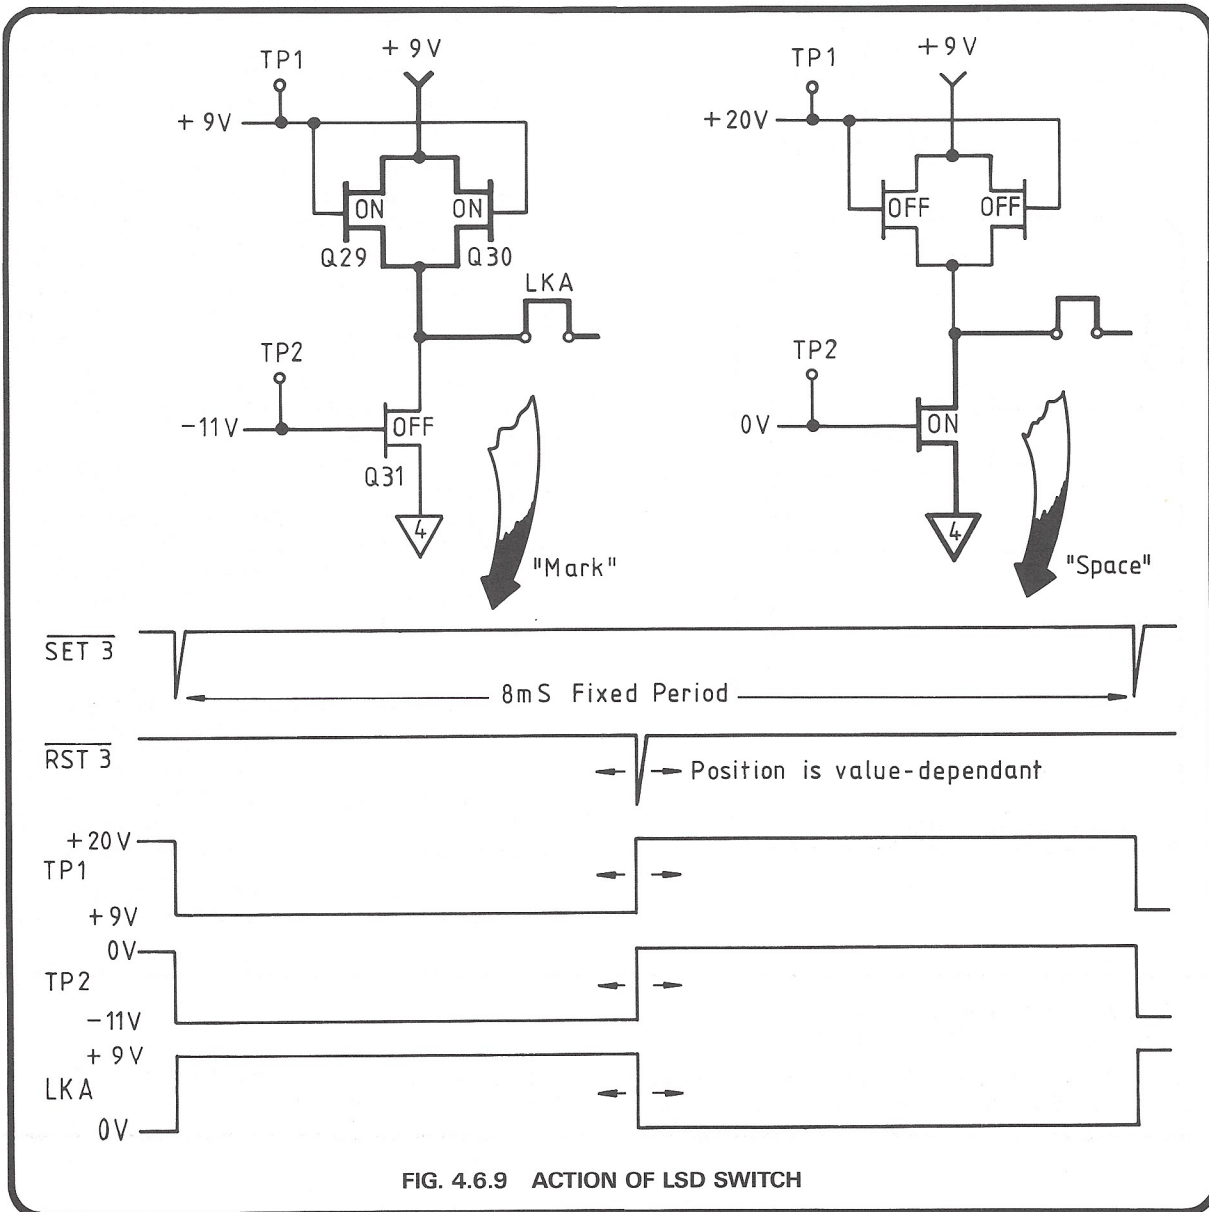 TP1
+ 9V
TP1
+9V
+ 9V
+20V
ON
ON
OFF
OFF
Q29
Q30
LKA
TP2
TP2
-11V
OFF
0V
ON
Q31
4
4
"Mark"
"Space"
SET 3
8mS Fixed Period
RST 3
Position is value-dependant
+20V
TP1
+9V
0V
TP2
-11V
+ 9V
LKA
0V
FIG. 4.6.9 ACTION OF LSD SWITCH